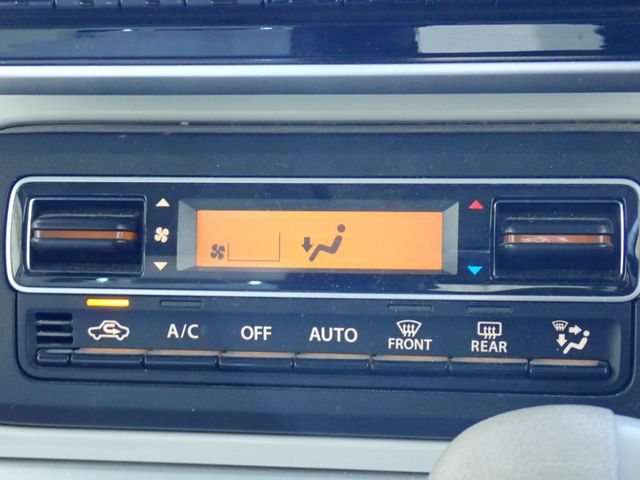 A/C OFF AUTO FRONT REAR